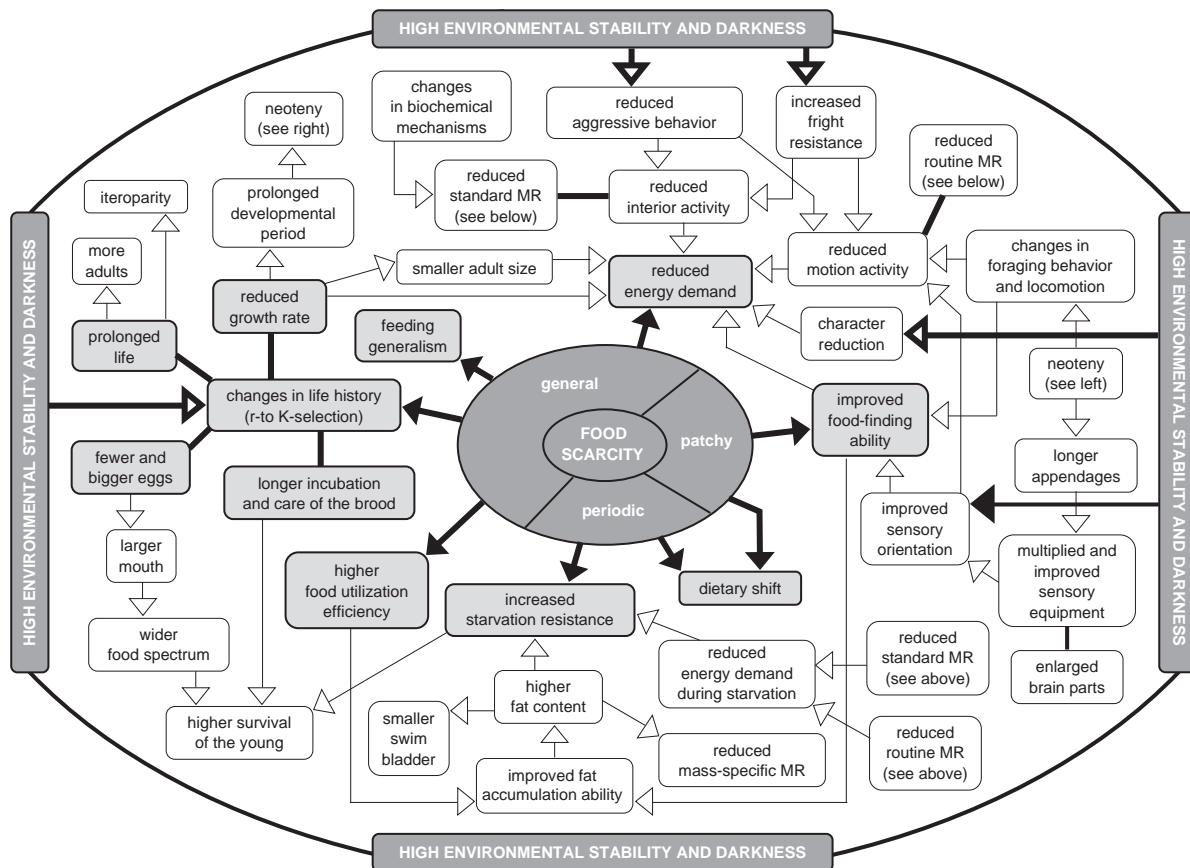 HIGH ENVIRONMENTAL STABILITY AND DARKNESS
changes
in biochemical
mechanisms
reduced
aggressive behavior
increased
fright
resistance
neoteny
(see right)
reduced
routine MR
(see below)
iteroparity
prolonged
developmental
period
reduced
standard MR
(see below)
reduced
interior activity
more
adults
smaller adult size
reduced
energy demand
reduced
motion activity
changes in
foraging behavior
and locomotion
HIGH ENVIRONMENTAL STABILITY AND DARKNESS
HIGH ENVIRONMENTAL STABILITY AND DARKNESS
reduced
growth rate
prolonged
life
feeding
generalism
character
reduction
neoteny
(see left)
changes in life history
(r-to K-selection)
general
FOOD
SCARCITY
patchy
periodic
improved
food-finding
ability
fewer and
bigger eggs
longer incubation
and care of the brood
longer
appendages
larger
mouth
higher
food utilization
efficiency
increased
starvation resistance
dietary shift
improved
sensory
orientation
multiplied and
improved
sensory
equipment
wider
food spectrum
reduced
energy demand
during starvation
reduced
standard MR
(see above)
enlarged
brain parts
higher survival
of the young
smaller
swim
bladder
higher
fat content
reduced
mass-specific MR
reduced
routine MR
(see above)
improved fat
accumulation ability
HIGH ENVIRONMENTAL STABILITY AND DARKNESS